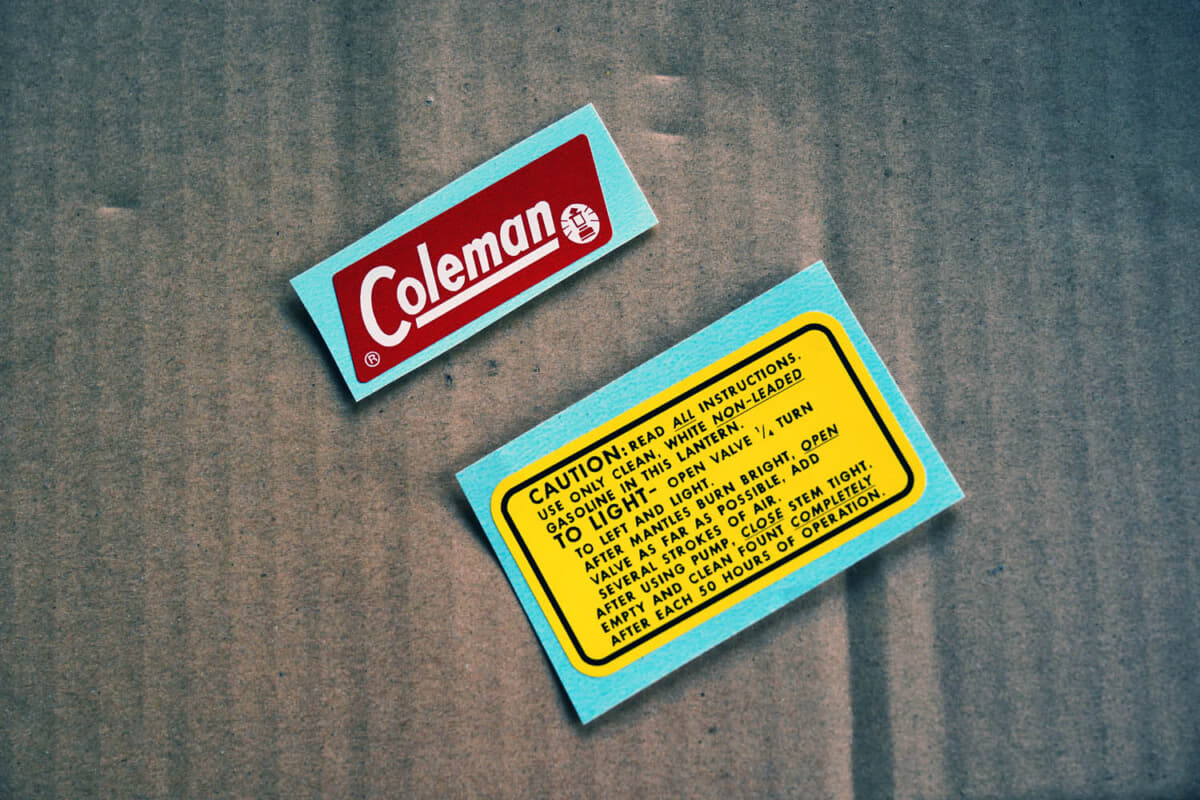 Coleman
®
CAUTION: READ ALL INSTRUCTIONS.
USE ONLY CLEAN, WHITE NON-LEADED
GASOLINE IN THIS LANTERN.
TO LIGHT- OPEN VALVE ¼ TURN
TO LEFT AND LIGHT.
AFTER MANTLES BURN BRIGHT, OPEN
VALVE AS FAR AS POSSIBLE, ADD
SEVERAL STROKES OF AIR.
AFTER USING PUMP, CLOSE STEM TIGHT.
EMPTY AND CLEAN FOUNT COMPLETELY
AFTER EACH 50 HOURS OF OPERATION.